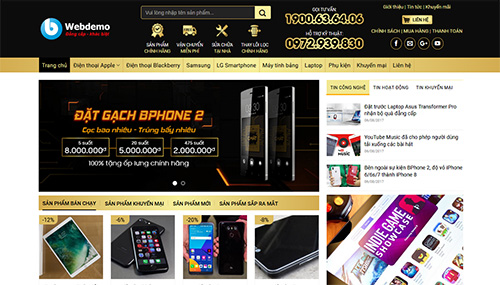 Webdemo
Đẳng cấp - khác biệt
Vui lòng nhập tên sản phẩm...
SẢN PHẨM
CHÍNH HÃNG
VẬN CHUYỂN
MIỄN PHÍ
SỬA CHỮA
TẠI NHÀ
THAY LÕI LỌC
CHÍNH HÃNG
GỌI TƯ VẤN
1900.63.64.06
HỖ TRỢ KỸ THUẬT
0972.939.830
Giới thiệu | Tin tức | Khuyến mãi
LIÊN HỆ
CHÍNH SÁCH | MUA HÀNG | THANH TOÁN
Trang chủ
Điện thoại Apple
Điện thoại Blackberry
Samsung
LG Smartphone
Laptop
Máy tính bảng
Phụ kiện
Khuyến mại
Liên hệ
ĐẶT GẠCH BPHONE 2
Cọc bao nhiêu - Trúng bấy nhiêu
5 suất
8.000.000đ
20 suất
5.000.000đ
475 suất
2.000.000đ
100% tặng ốp lưng chính hãng
TIN CÔNG NGHỆ
TIN HOẠT ĐỘNG
TIN KHUYẾN MẠI
Đặt trước Laptop Asus Transformer Pro
nhận bộ quà đẳng cấp
06/08/2017
YouTube Music đã cho phép người dùng
tải xuống các bài hát
06/08/2017
Bên ngoài sự kiện BPhone 2, độ vỏ iPhone
6/6s/7 thành iPhone 8
06/08/2017
SẢN PHẨM BÁN CHẠY
SẢN PHẨM KHUYẾN MẠI
SẢN PHẨM MỚI
SẢN PHẨM SẮP RA MẮT
-12%
-6%
-20%
-8%
INDIE GAME
SHOWCASE